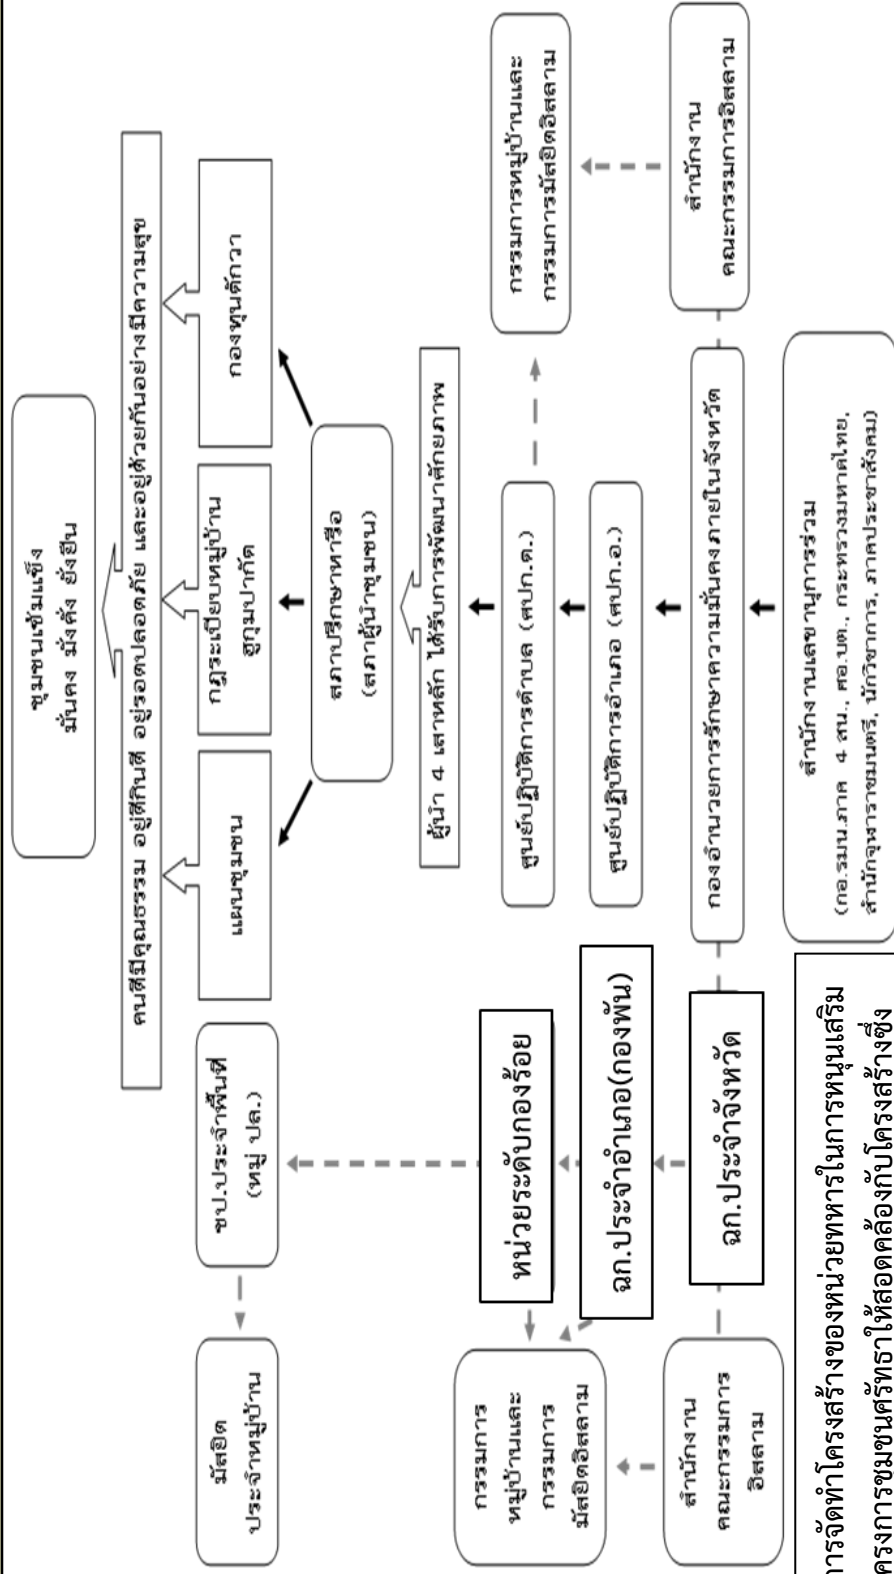 ชุมชนเข้มแข็ง
มั่นคง มั่งคั่ง ยั่งยืน
คนดีมีคุณธรรม อยู่ดีกินดี อยู่รอดปลอดภัย และอยู่ด้วยกันอย่างมีความสุข
มัสยิด
ประจำหมู่บ้าน
ชป.ประจำพื้นที่
(หมู่ ปล.)
แผนชุมชน
กฎระเบียบหมู่บ้าน
ฮูกุมปากัต
กองทุนตักวา
สภาปรึกษาหารือ
(สภาผู้นำชุมชน)
ผู้นำ 4 เสาหลัก ได้รับการพัฒนาศักยภาพ
กรรมการ
หมู่บ้านและ
กรรมการ
มัสยิดอิสลาม
หน่วยระดับกองร้อย
ศูนย์ปฏิบัติการตำบล (ศปก.ต.)
กรรมการหมู่บ้านและ
กรรมการมัสยิดอิสลาม
ฉก.ประจำอำเภอ(กองพัน)
ศูนย์ปฏิบัติการอำเภอ (ศปก.อ.)
สำนักงาน
คณะกรรมการ
อิสลาม
ฉก.ประจำจังหวัด
กองอำนวยการรักษาความมั่นคงภายในจังหวัด
สำนักงาน
คณะกรรมการอิสลาม
สำนักงานเลขานุการร่วม
(กอ.รมน.ภาค 4 สน., ศอ.บต., กระทรวงมหาดไทย,
สำนักจุฬาราชมนตรี, นักวิชาการ, ภาคประชาสังคม)
การจัดทำโครงสร้างของหน่วยทหารในการหนุนเสริม
ครงการชุมชนศรัทธาให้สอดคล้องกับโครงสร้างซึ่ง